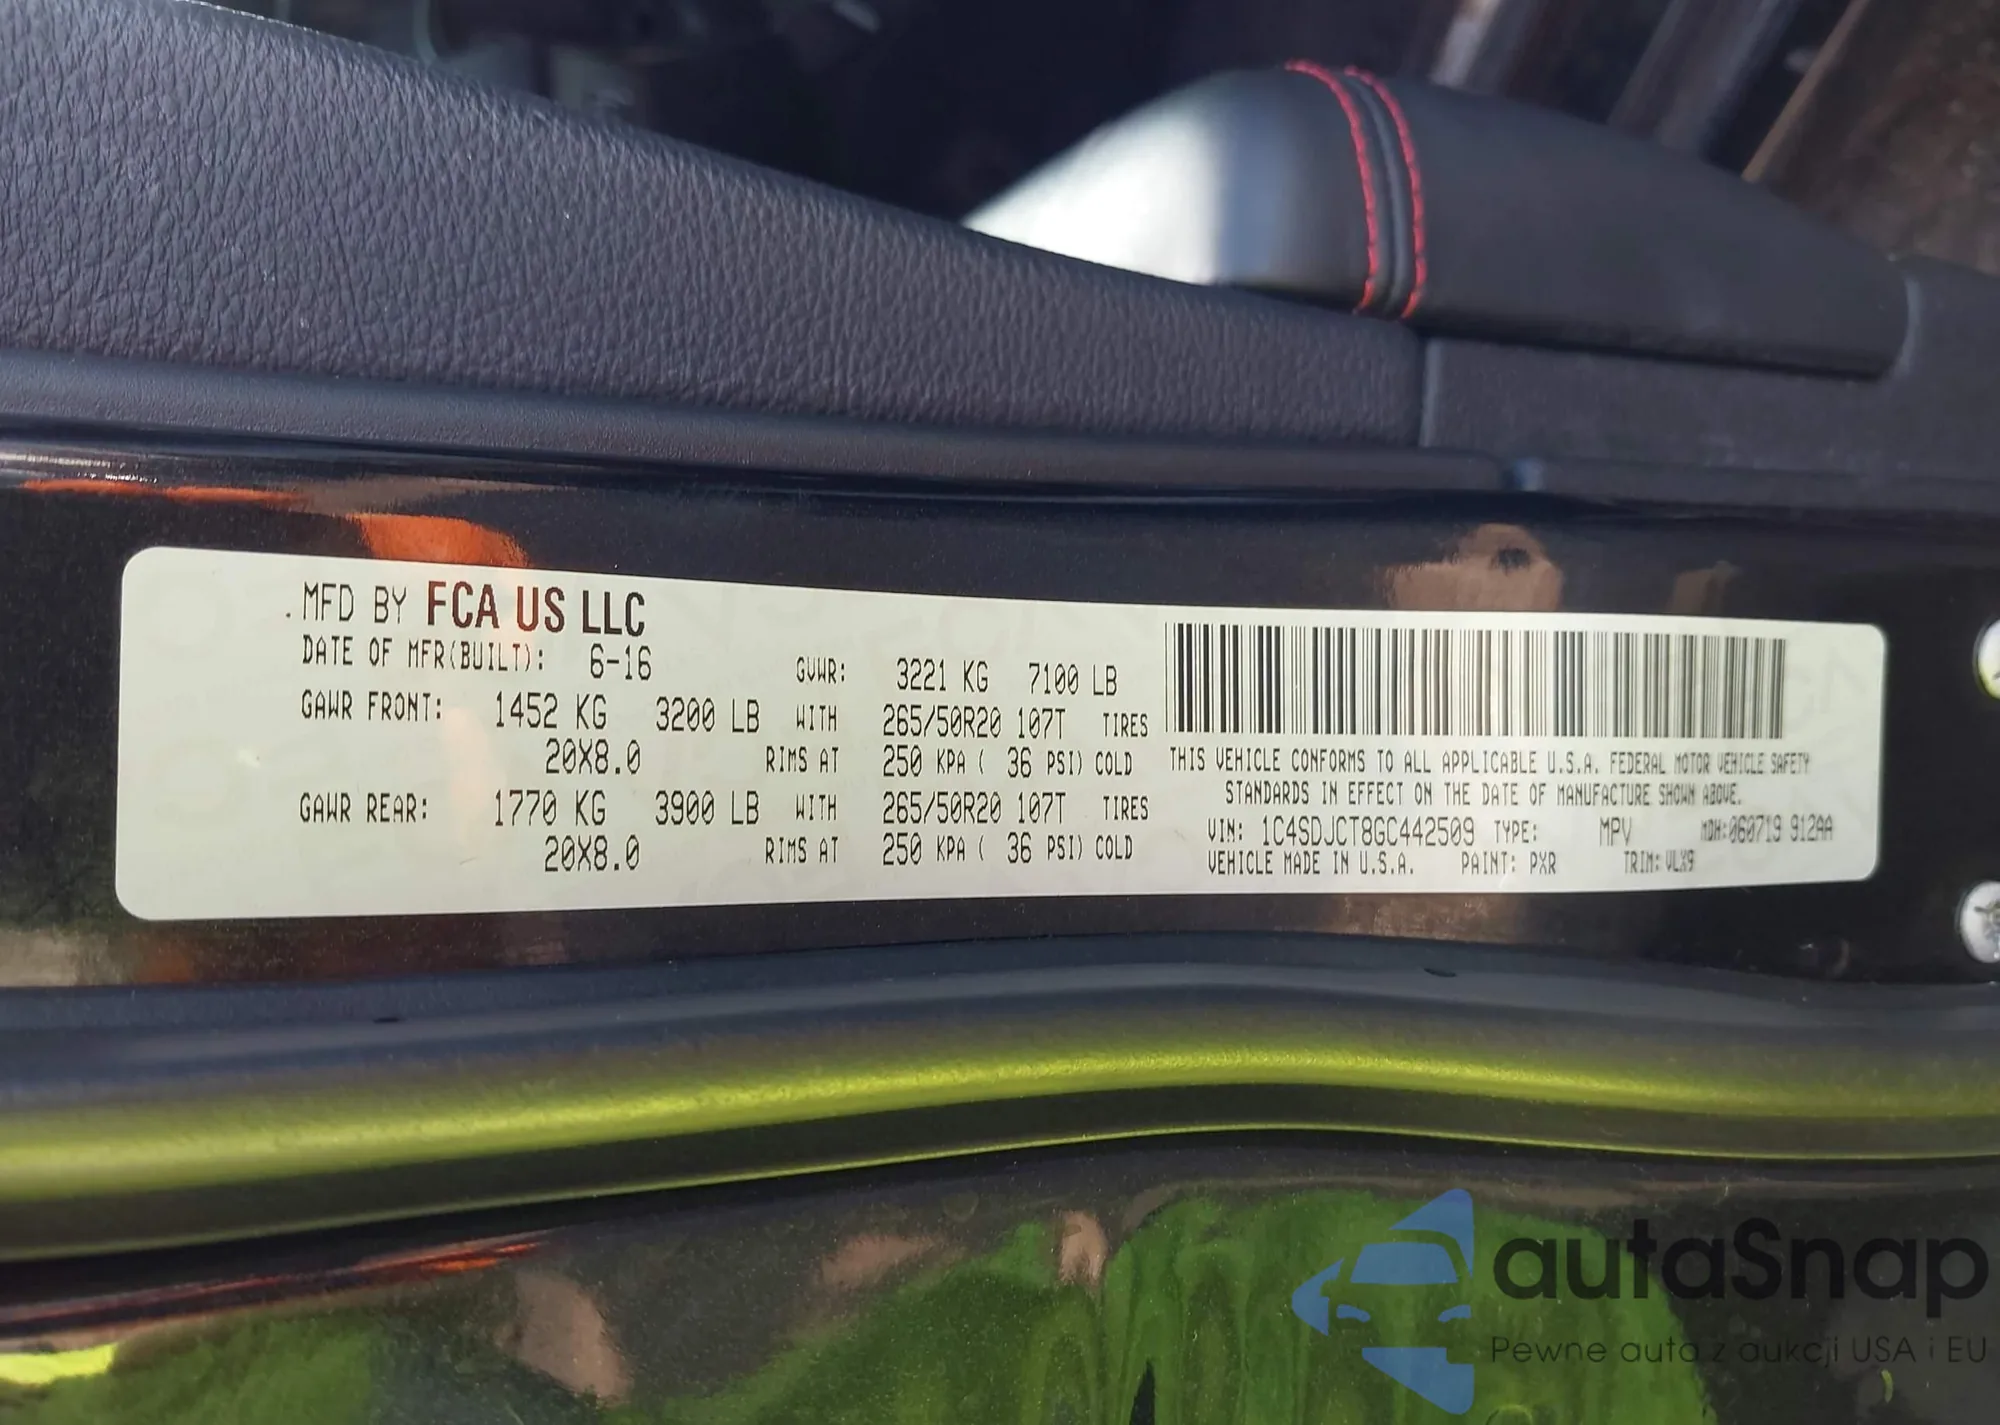 .MFD BY FCA US LLC
DATE OF MFR(BUILT): 6-16 GVWR: 3221 KG 7100 LB
GAWR FRONT: 1452 KG 3200 LB WITH 265/50R20 107T TIRES
20X8.0 RIMS AT 250 KPA ( 36 PSI) COLD
GAWR REAR: 1770 KG 3900 LB WITH 265/50R20 107T TIRES
20X8.0 RIMS AT 250 KPA ( 36 PSI) COLD
THIS VEHICLE CONFORMS TO ALL APPLICABLE U.S.A. FEDERAL MOTOR VEHICLE SAFETY
STANDARDS IN EFFECT ON THE DATE OF MANUFACTURE SHOWN ABOVE.
VIN: 1C4SDJCT8GC442509 TYPE: MPV MDH:060719 912AA
VEHICLE MADE IN U.S.A. PAINT: PXR TRIM:VLX9
autaSnap
Pewne auta z aukcji USA i EU